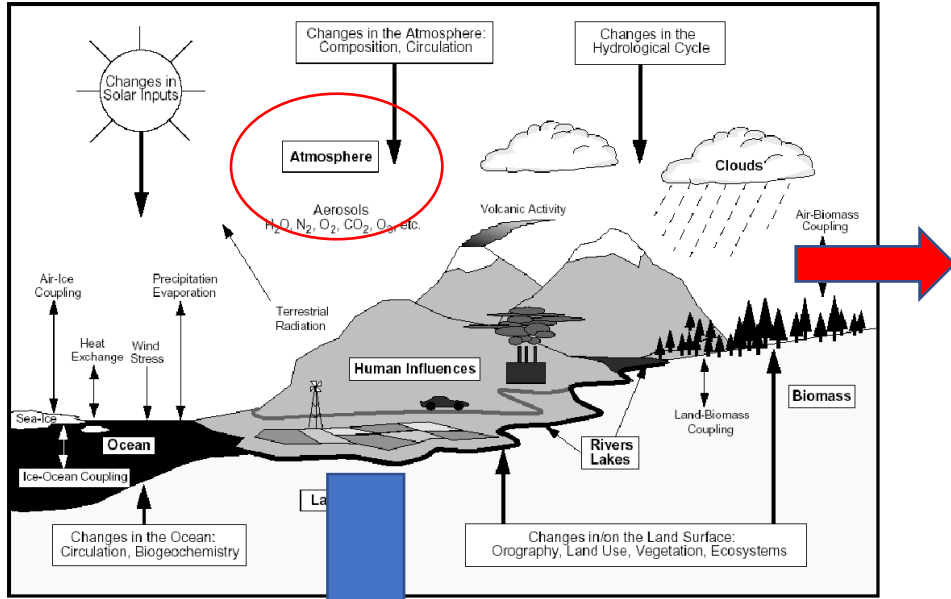 Changes in the Atmosphere:
Composition, Circulation
Changes in the
Hydrological Cycle
Changes in
Solar Inputs
Atmosphere
Clouds
Aerosols
H₂O, N₂, O₂, CO₂, O₃, etc.
Volcanic Activity
Air-Biomass
Coupling
Air-Ice
Coupling
Precipitation
Evaporation
Terrestrial
Radiation
Heat
Exchange
Wind
Stress
Human Influences
Sea-Ice
Ocean
Ice-Ocean Coupling
Land-Biomass
Coupling
Biomass
Rivers
Lakes
Changes in the Ocean:
Circulation, Biogeochemistry
Changes in/on the Land Surface:
Orography, Land Use, Vegetation, Ecosystems